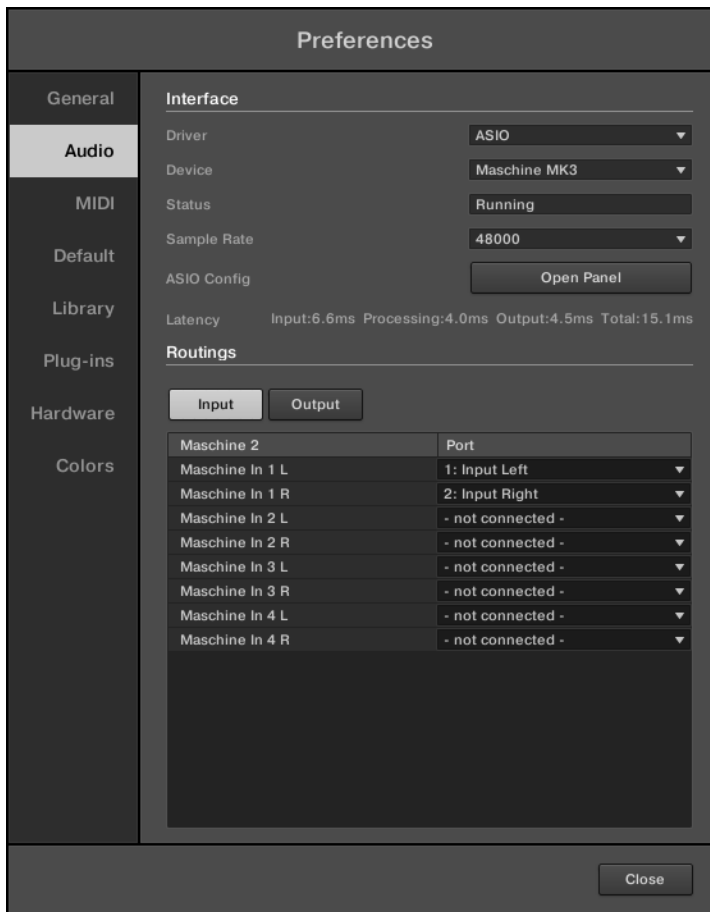 Preferences
General
Audio
MIDI
Default
Library
Plug-ins
Hardware
Colors
Interface
Driver ASIO
Device Maschine MK3
Status Running
Sample Rate 48000
ASIO Config Open Panel
Latency Input:6.6ms Processing:4.0ms Output:4.5ms Total:15.1ms
Routings
Input Output
Maschine 2 Port
Maschine In 1 L 1: Input Left
Maschine In 1 R 2: Input Right
Maschine In 2 L - not connected -
Maschine In 2 R - not connected -
Maschine In 3 L - not connected -
Maschine In 3 R - not connected -
Maschine In 4 L - not connected -
Maschine In 4 R - not connected -
Close